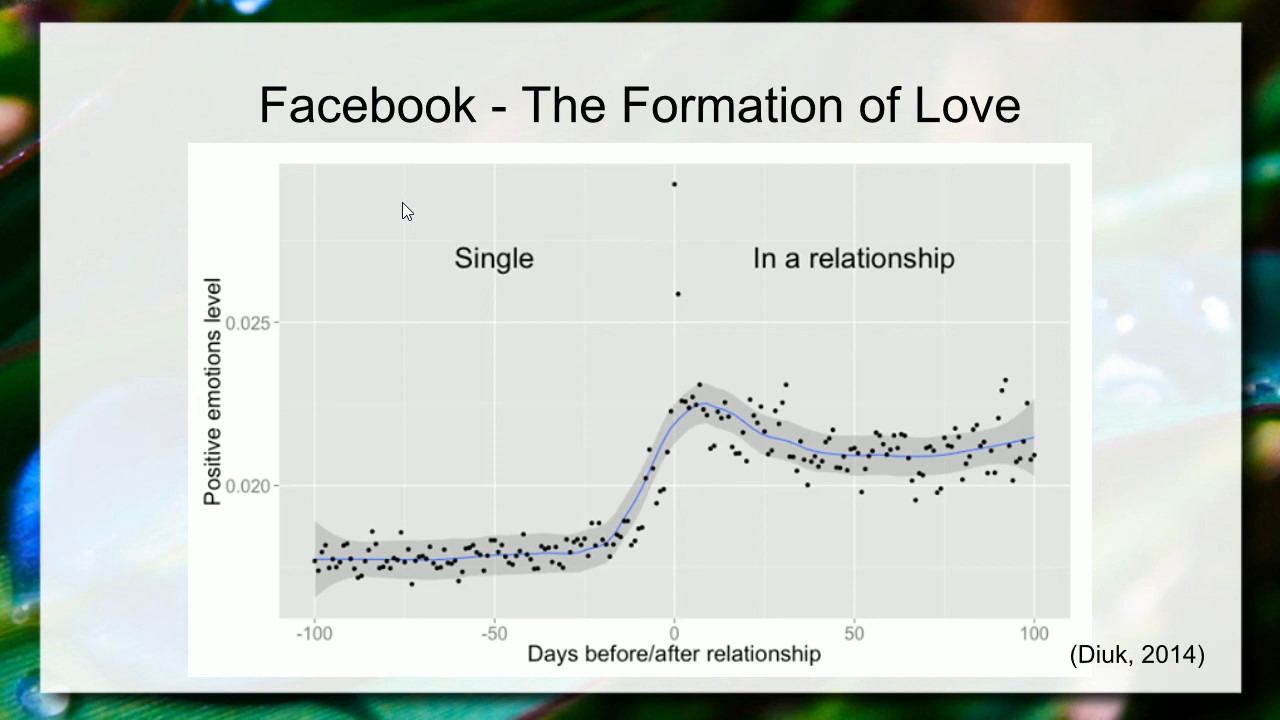 Facebook - The Formation of Love
Single
In a relationship
Positive emotions level
0.025
0.020
-100
-50
0
50
100
Days before/after relationship
(Diuk, 2014)